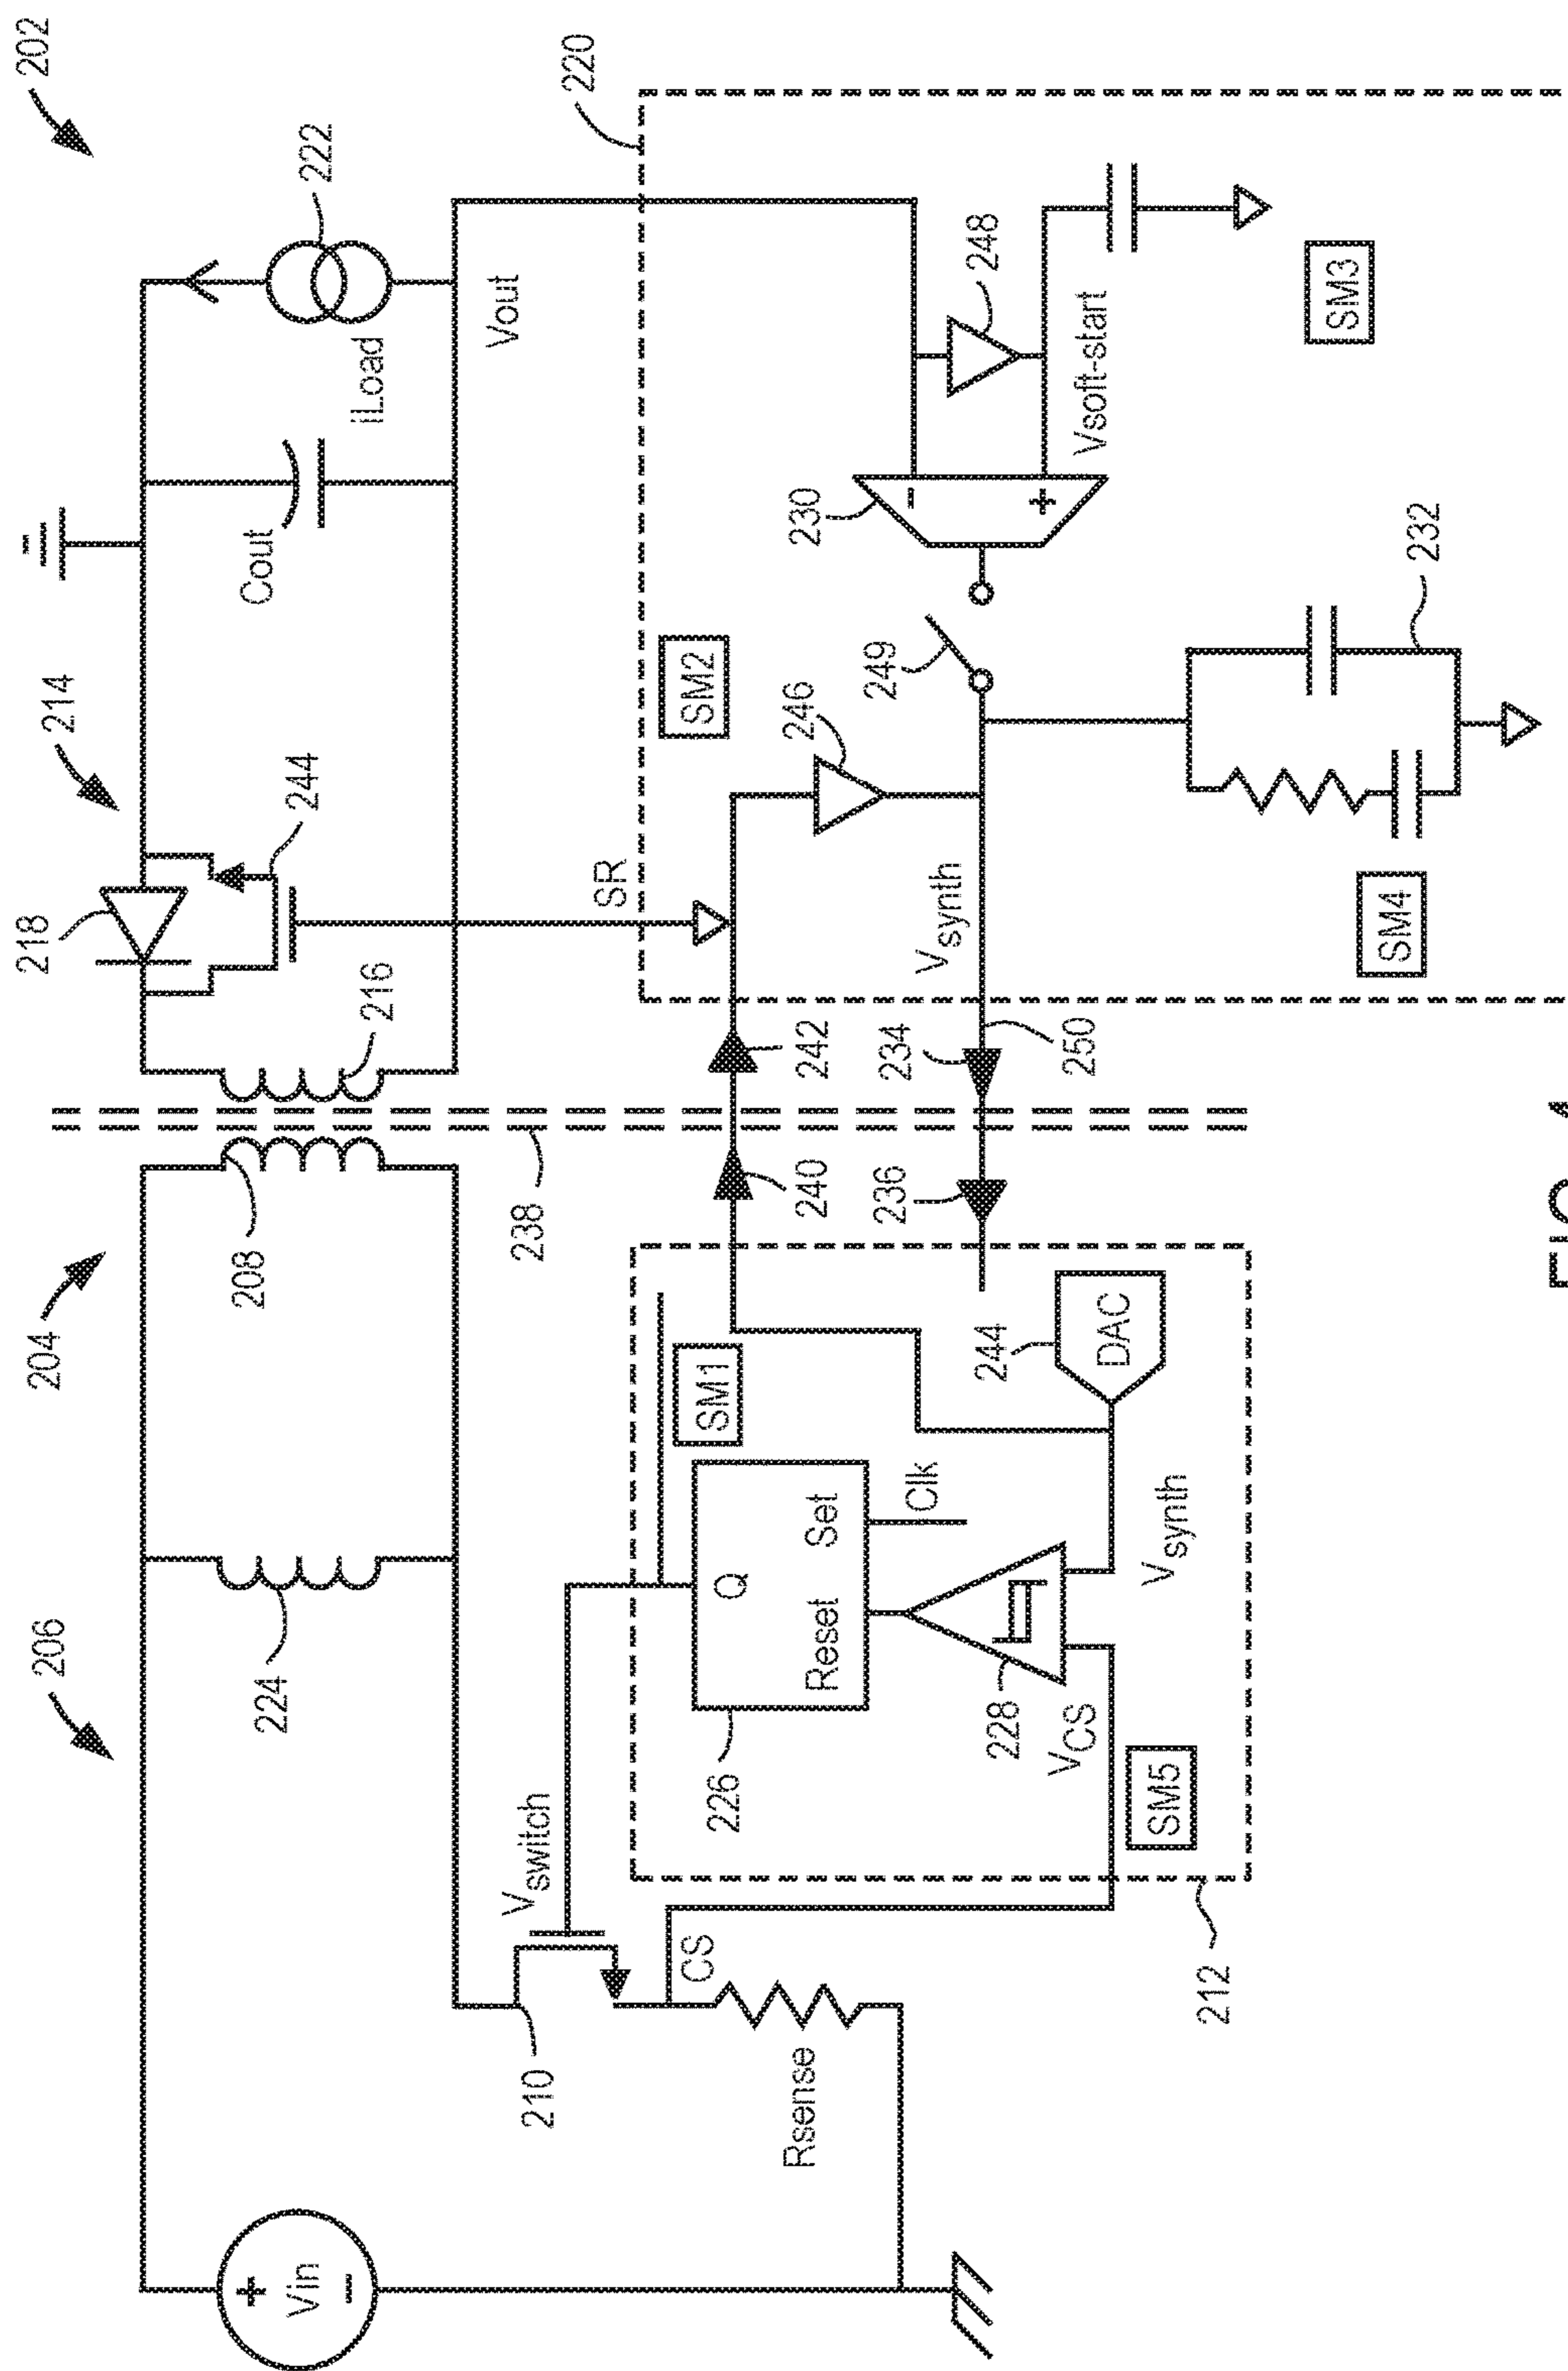 202
204
206
214
218
244
222
208
216
224
Cout
ILoad
Vout
238
220
Vin
+
−
210
Vswitch
CS
Rsense
SR
SM1
SM2
226
Q
Reset
Set
Clk
240
242
246
249
230
−
+
248
Vsoft-start
228
VCS
Vsynth
244
DAC
236
234
250
Vsynth
SM5
SM4
SM3
212
232